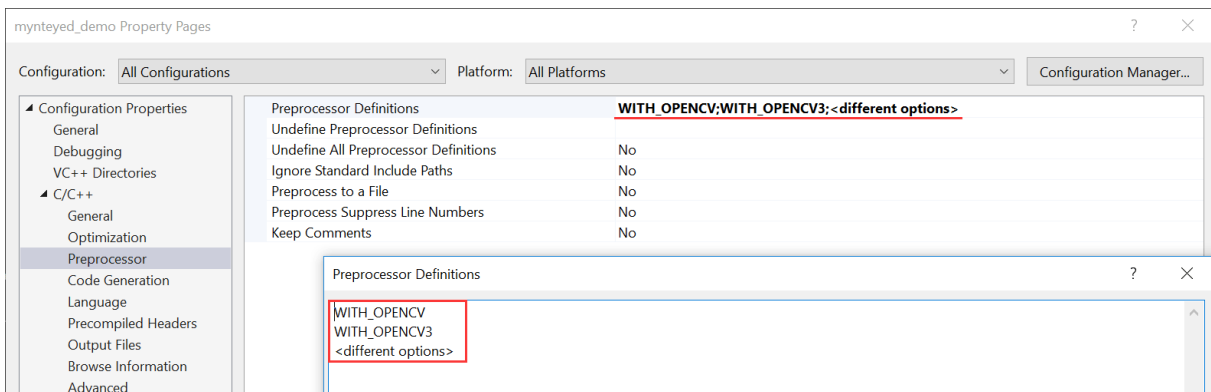 mynteyed_demo Property Pages
Configuration: All Configurations Platform: All Platforms Configuration Manager...
Configuration Properties
General
Debugging
VC++ Directories
C/C++
General
Optimization
Preprocessor
Code Generation
Language
Precompiled Headers
Output Files
Browse Information
Advanced
Preprocessor Definitions WITH_OPENCV;WITH_OPENCV3;<different options>
Undefine Preprocessor Definitions
Undefine All Preprocessor Definitions No
Ignore Standard Include Paths No
Preprocess to a File No
Preprocess Suppress Line Numbers No
Keep Comments No
Preprocessor Definitions
WITH_OPENCV
WITH_OPENCV3
<different options>